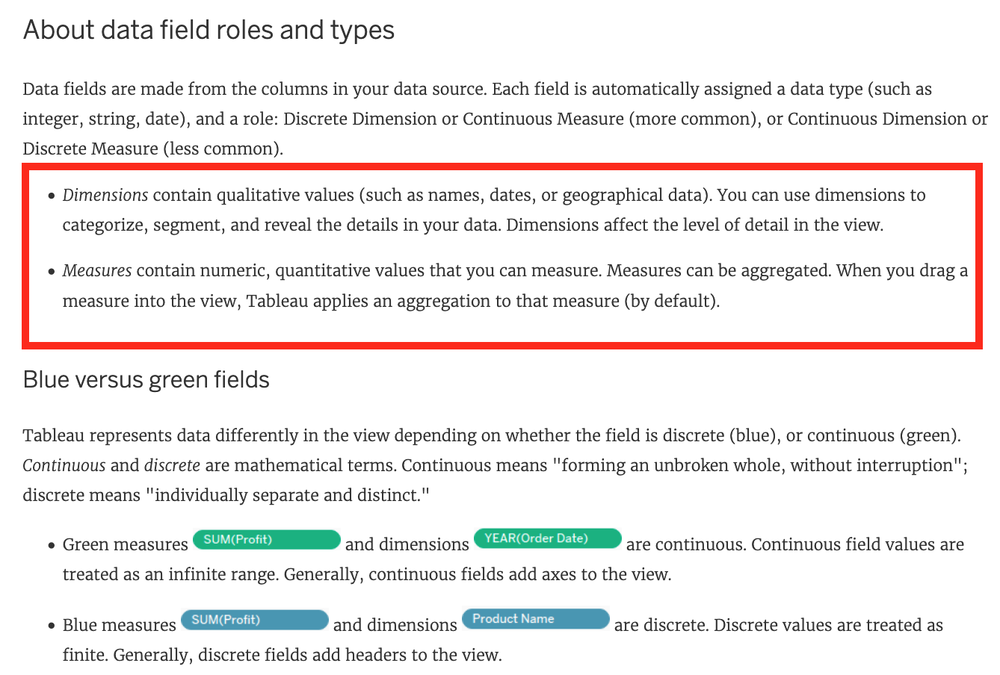 About data field roles and types
Data fields are made from the columns in your data source. Each field is automatically assigned a data type (such as
integer, string, date), and a role: Discrete Dimension or Continuous Measure (more common), or Continuous Dimension or
Discrete Measure (less common).
• Dimensions contain qualitative values (such as names, dates, or geographical data). You can use dimensions to
categorize, segment, and reveal the details in your data. Dimensions affect the level of detail in the view.
• Measures contain numeric, quantitative values that you can measure. Measures can be aggregated. When you drag a
measure into the view, Tableau applies an aggregation to that measure (by default).
Blue versus green fields
Tableau represents data differently in the view depending on whether the field is discrete (blue), or continuous (green).
Continuous and discrete are mathematical terms. Continuous means "forming an unbroken whole, without interruption";
discrete means "individually separate and distinct."
• Green measures SUM(Profit) and dimensions YEAR(Order Date) are continuous. Continuous field values are
treated as an infinite range. Generally, continuous fields add axes to the view.
• Blue measures SUM(Profit) and dimensions Product Name are discrete. Discrete values are treated as
finite. Generally, discrete fields add headers to the view.